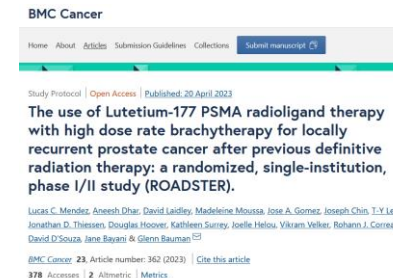 BMC Cancer
Home About Articles Submission Guidelines Collections Submit manuscript
Study Protocol | Open Access | Published: 20 April 2023
The use of Lutetium-177 PSMA radioligand therapy
with high dose rate brachytherapy for locally
recurrent prostate cancer after previous definitive
radiation therapy: a randomized, single-institution,
phase I/II study (ROADSTER).
Lucas C. Mendez, Aneesh Dhar, David Laidley, Madeleine Moussa, Jose A. Gomez, Joseph Chin, T-Y Le
Jonathan D. Thiessen, Douglas Hoover, Kathleen Surrey, Joelle Helou, Vikram Velker, Rohann J. Correa
David D'Souza, Jane Bayani & Glenn Bauman
BMC Cancer 23, Article number: 362 (2023) | Cite this article
378 Accesses | 2 Altmetric | Metrics